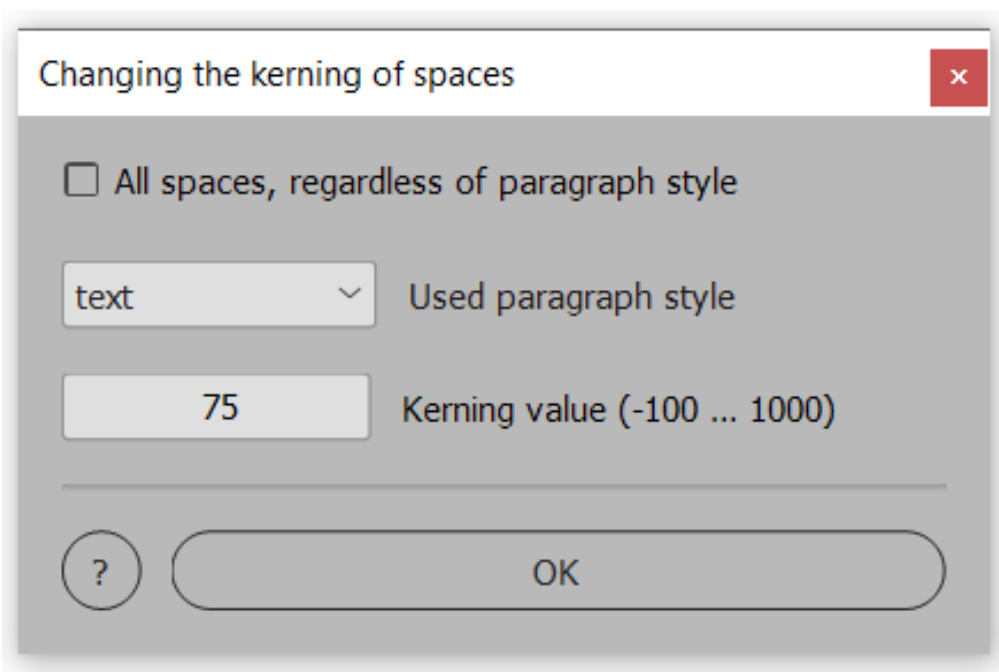 Changing the kerning of spaces
All spaces, regardless of paragraph style
text Used paragraph style
75 Kerning value (-100 ... 1000)
? OK